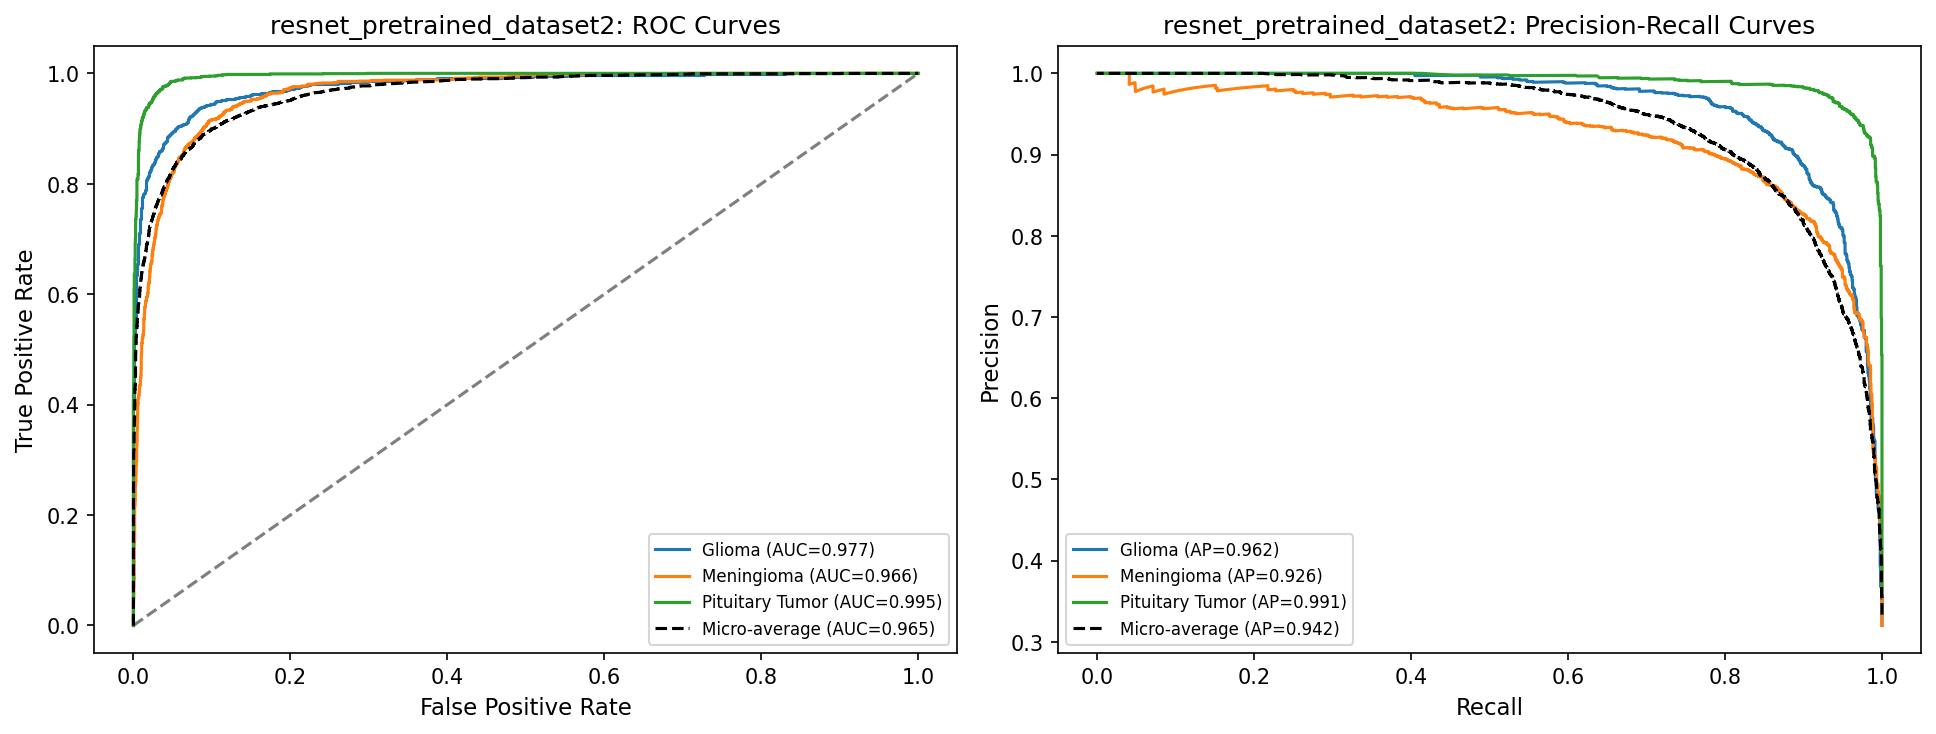 resnet_pretrained_dataset2: ROC Curves
True Positive Rate
1.0
0.8
0.6
0.4
0.2
0.0
0.0 0.2 0.4 0.6 0.8 1.0
False Positive Rate
Glioma (AUC=0.977)
Meningioma (AUC=0.966)
Pituitary Tumor (AUC=0.995)
Micro-average (AUC=0.965)
resnet_pretrained_dataset2: Precision-Recall Curves
Precision
1.0
0.9
0.8
0.7
0.6
0.5
0.4
0.3
0.0 0.2 0.4 0.6 0.8 1.0
Recall
Glioma (AP=0.962)
Meningioma (AP=0.926)
Pituitary Tumor (AP=0.991)
Micro-average (AP=0.942)